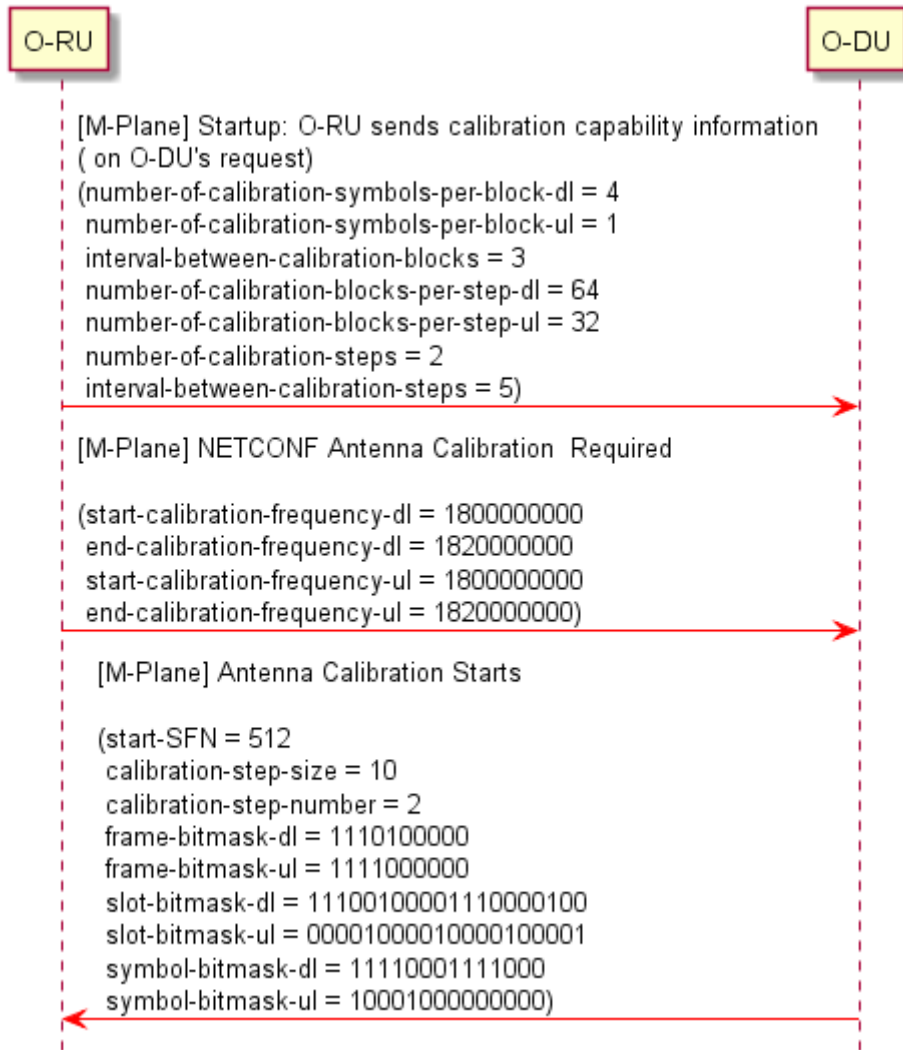 O-RU
O-DU
[M-Plane] Startup: O-RU sends calibration capability information
( on O-DU's request)
(number-of-calibration-symbols-per-block-dl = 4
number-of-calibration-symbols-per-block-ul = 1
interval-between-calibration-blocks = 3
number-of-calibration-blocks-per-step-dl = 64
number-of-calibration-blocks-per-step-ul = 32
number-of-calibration-steps = 2
interval-between-calibration-steps = 5)
[M-Plane] NETCONF Antenna Calibration  Required
(start-calibration-frequency-dl = 1800000000
end-calibration-frequency-dl = 1820000000
start-calibration-frequency-ul = 1800000000
end-calibration-frequency-ul = 1820000000)
[M-Plane] Antenna Calibration Starts
(start-SFN = 512
calibration-step-size = 10
calibration-step-number = 2
frame-bitmask-dl = 1110100000
frame-bitmask-ul = 1111000000
slot-bitmask-dl = 11100100001110000100
slot-bitmask-ul = 00001000010000100001
symbol-bitmask-dl = 11110001111000
symbol-bitmask-ul = 10001000000000)